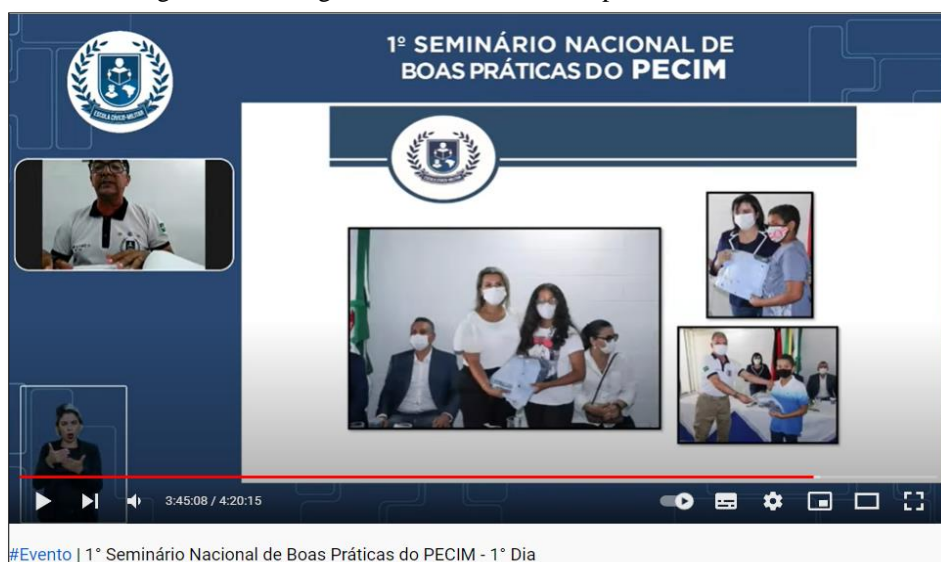 1º SEMINÁRIO NACIONAL DE
BOAS PRÁTICAS DO PECIM
ESCOLA CÍVICO-MILITAR
3:45:08 / 4:20:15
#Evento | 1° Seminário Nacional de Boas Práticas do PECIM - 1° Dia